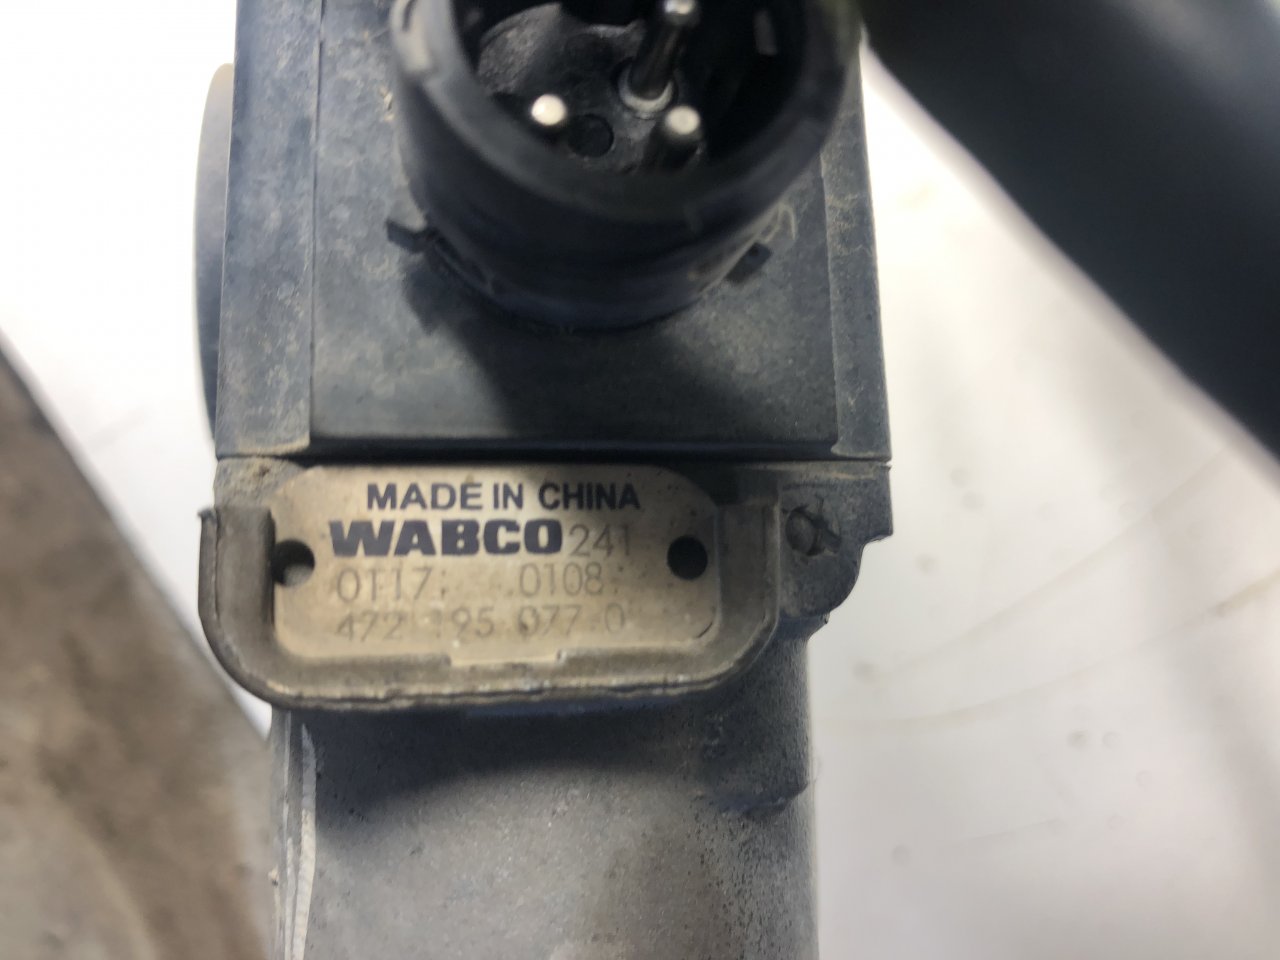 MADE IN CHINA
WABCO 241
0117 0108
472 195 077 0